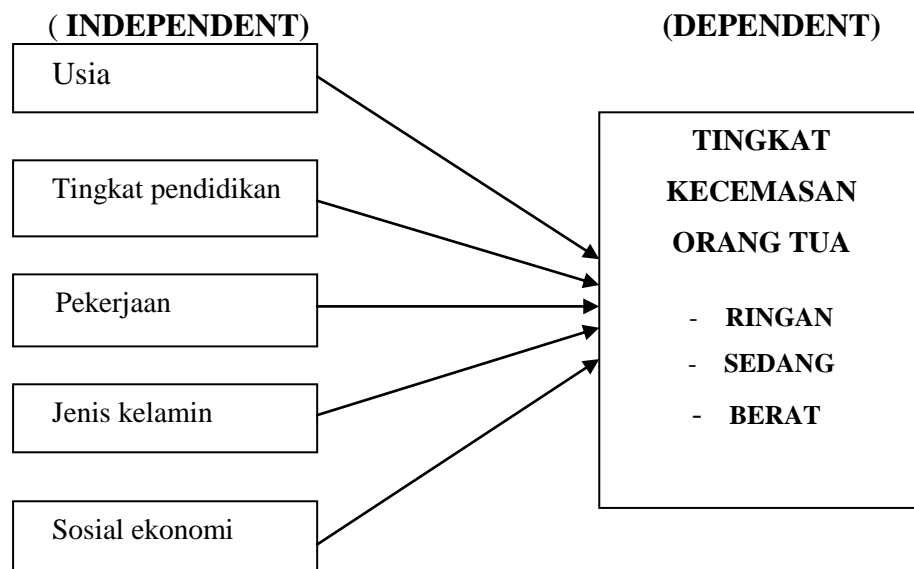 ( INDEPENDENT)
(DEPENDENT)
Usia
Tingkat pendidikan
Pekerjaan
Jenis kelamin
Sosial ekonomi
TINGKAT
KECEMASAN
ORANG TUA
- RINGAN
- SEDANG
- BERAT